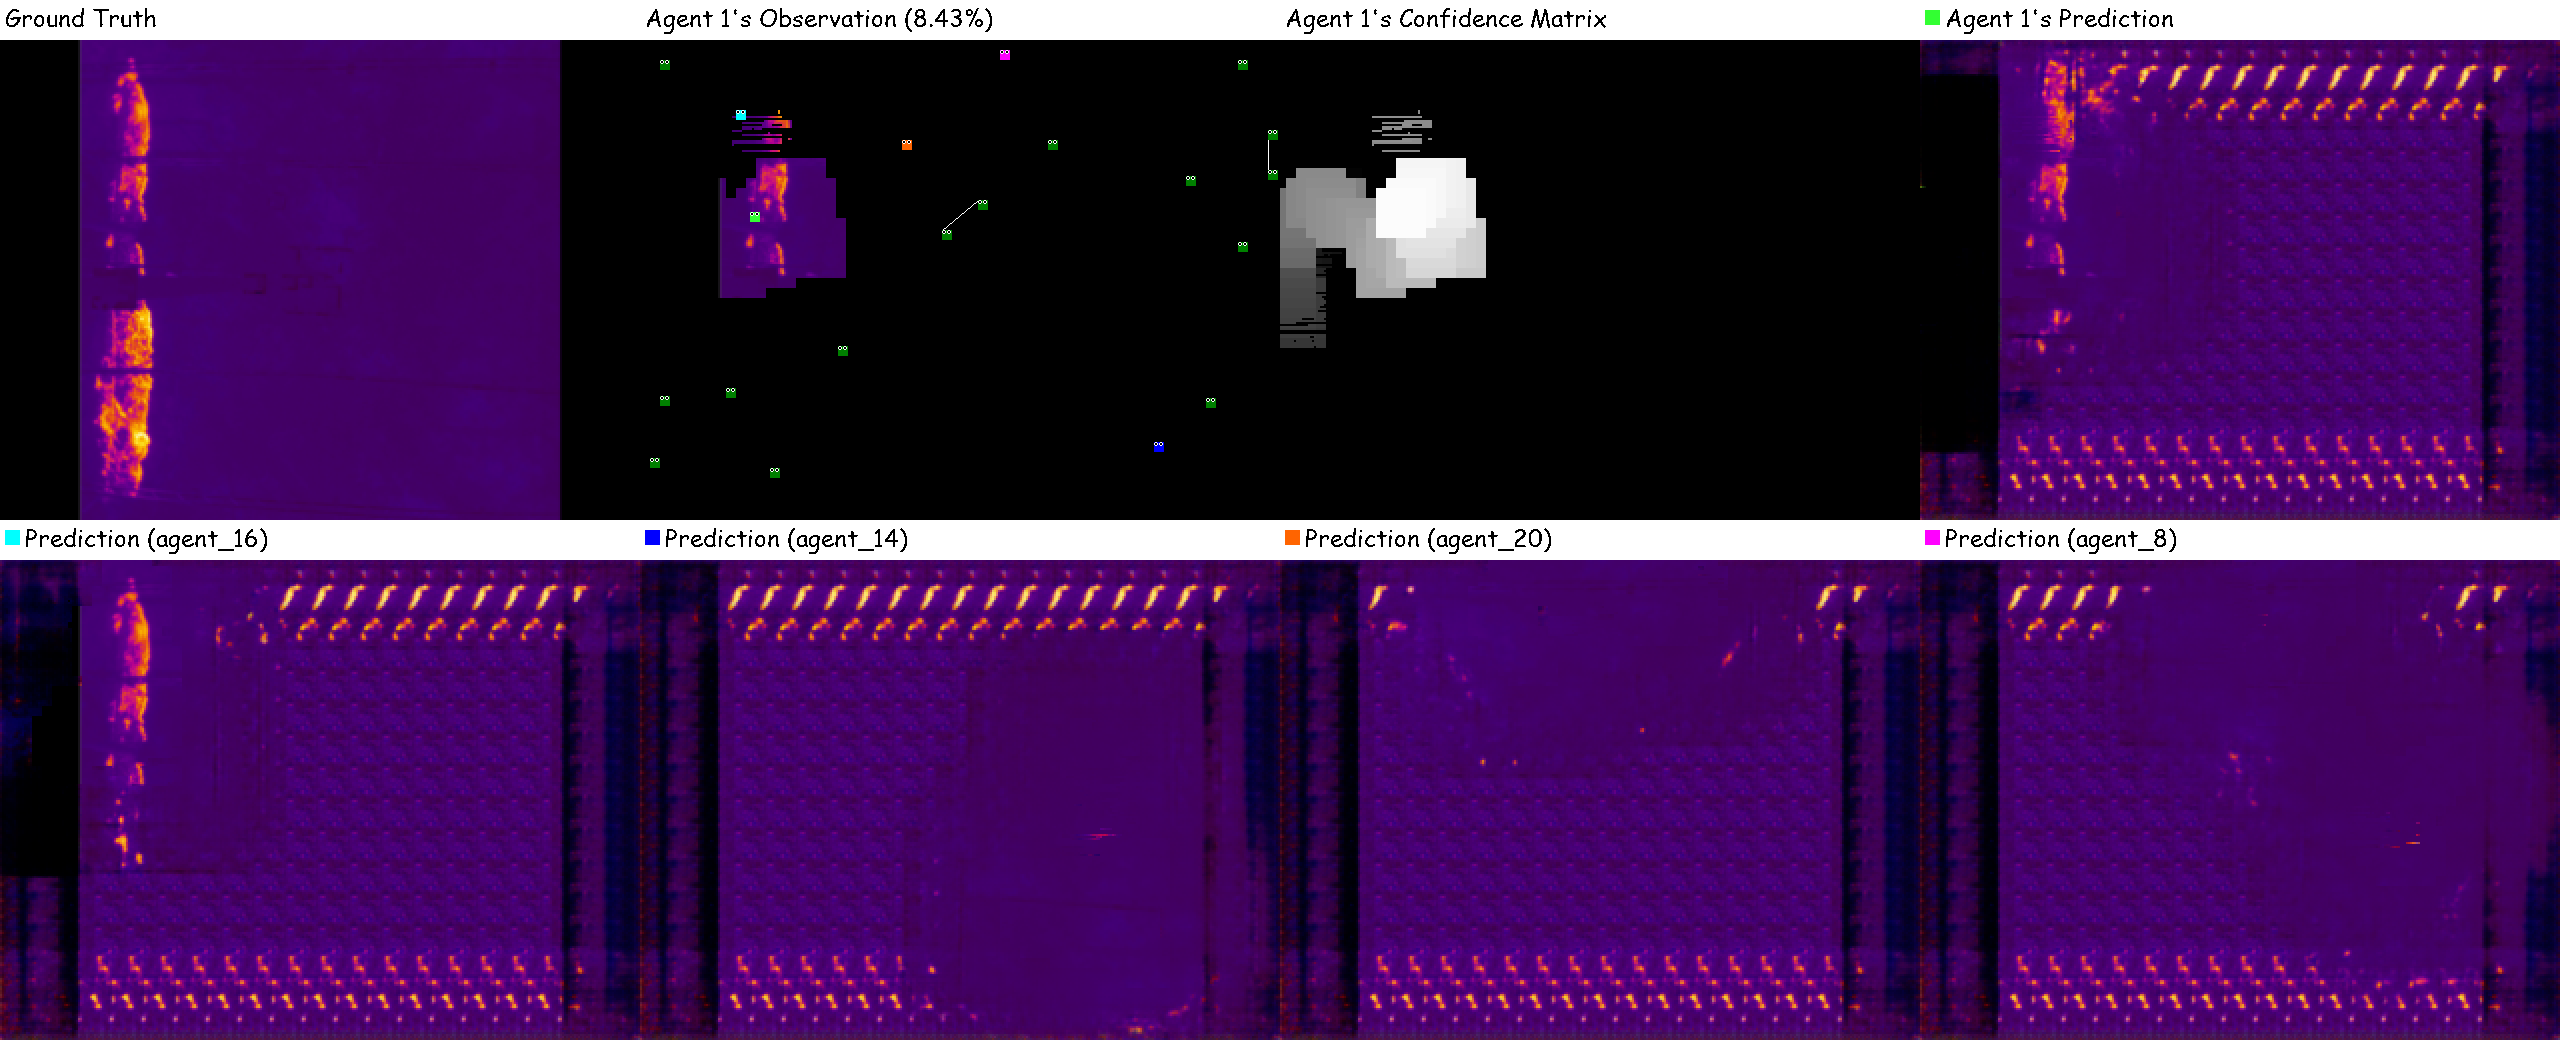 Ground Truth
Agent 1's Observation (8.43%)
Agent 1's Confidence Matrix
Agent 1's Prediction
Prediction (agent_16)
Prediction (agent_14)
Prediction (agent_20)
Prediction (agent_8)